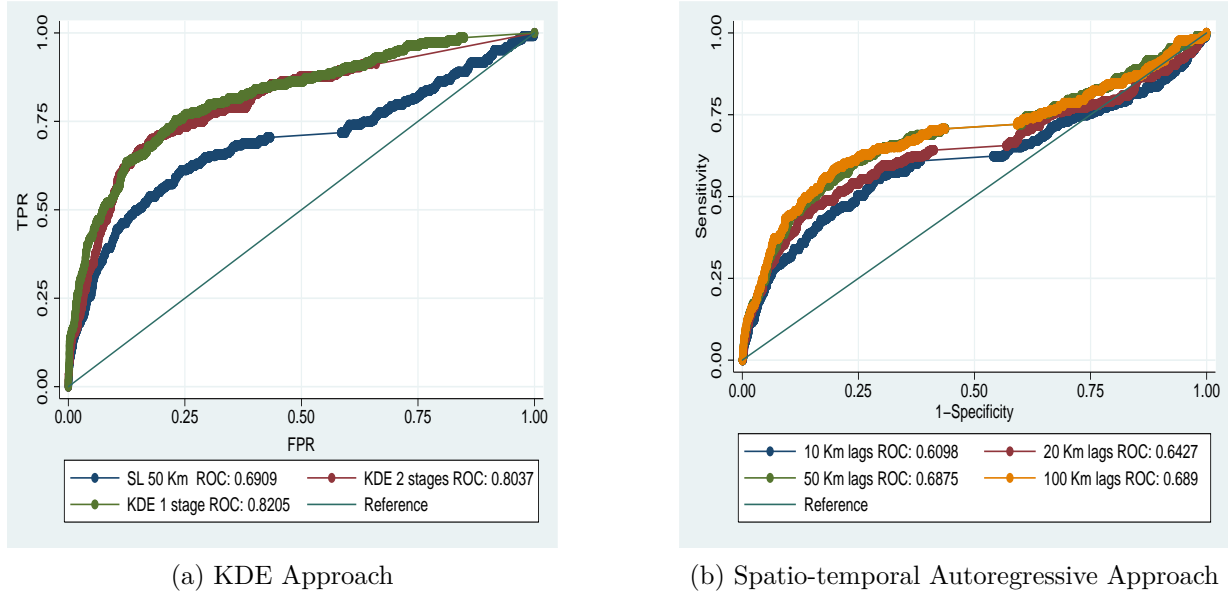 TPR
0.00 0.25 0.50 0.75 1.00
0.00 0.25 0.50 0.75 1.00
FPR
SL 50 Km ROC: 0.6909
KDE 2 stages ROC: 0.8037
KDE 1 stage ROC: 0.8205
Reference
(a) KDE Approach
Sensitivity
0.00 0.25 0.50 0.75 1.00
0.00 0.25 0.50 0.75 1.00
1−Specificity
10 Km lags ROC: 0.6098
20 Km lags ROC: 0.6427
50 Km lags ROC: 0.6875
100 Km lags ROC: 0.689
Reference
(b) Spatio-temporal Autoregressive Approach